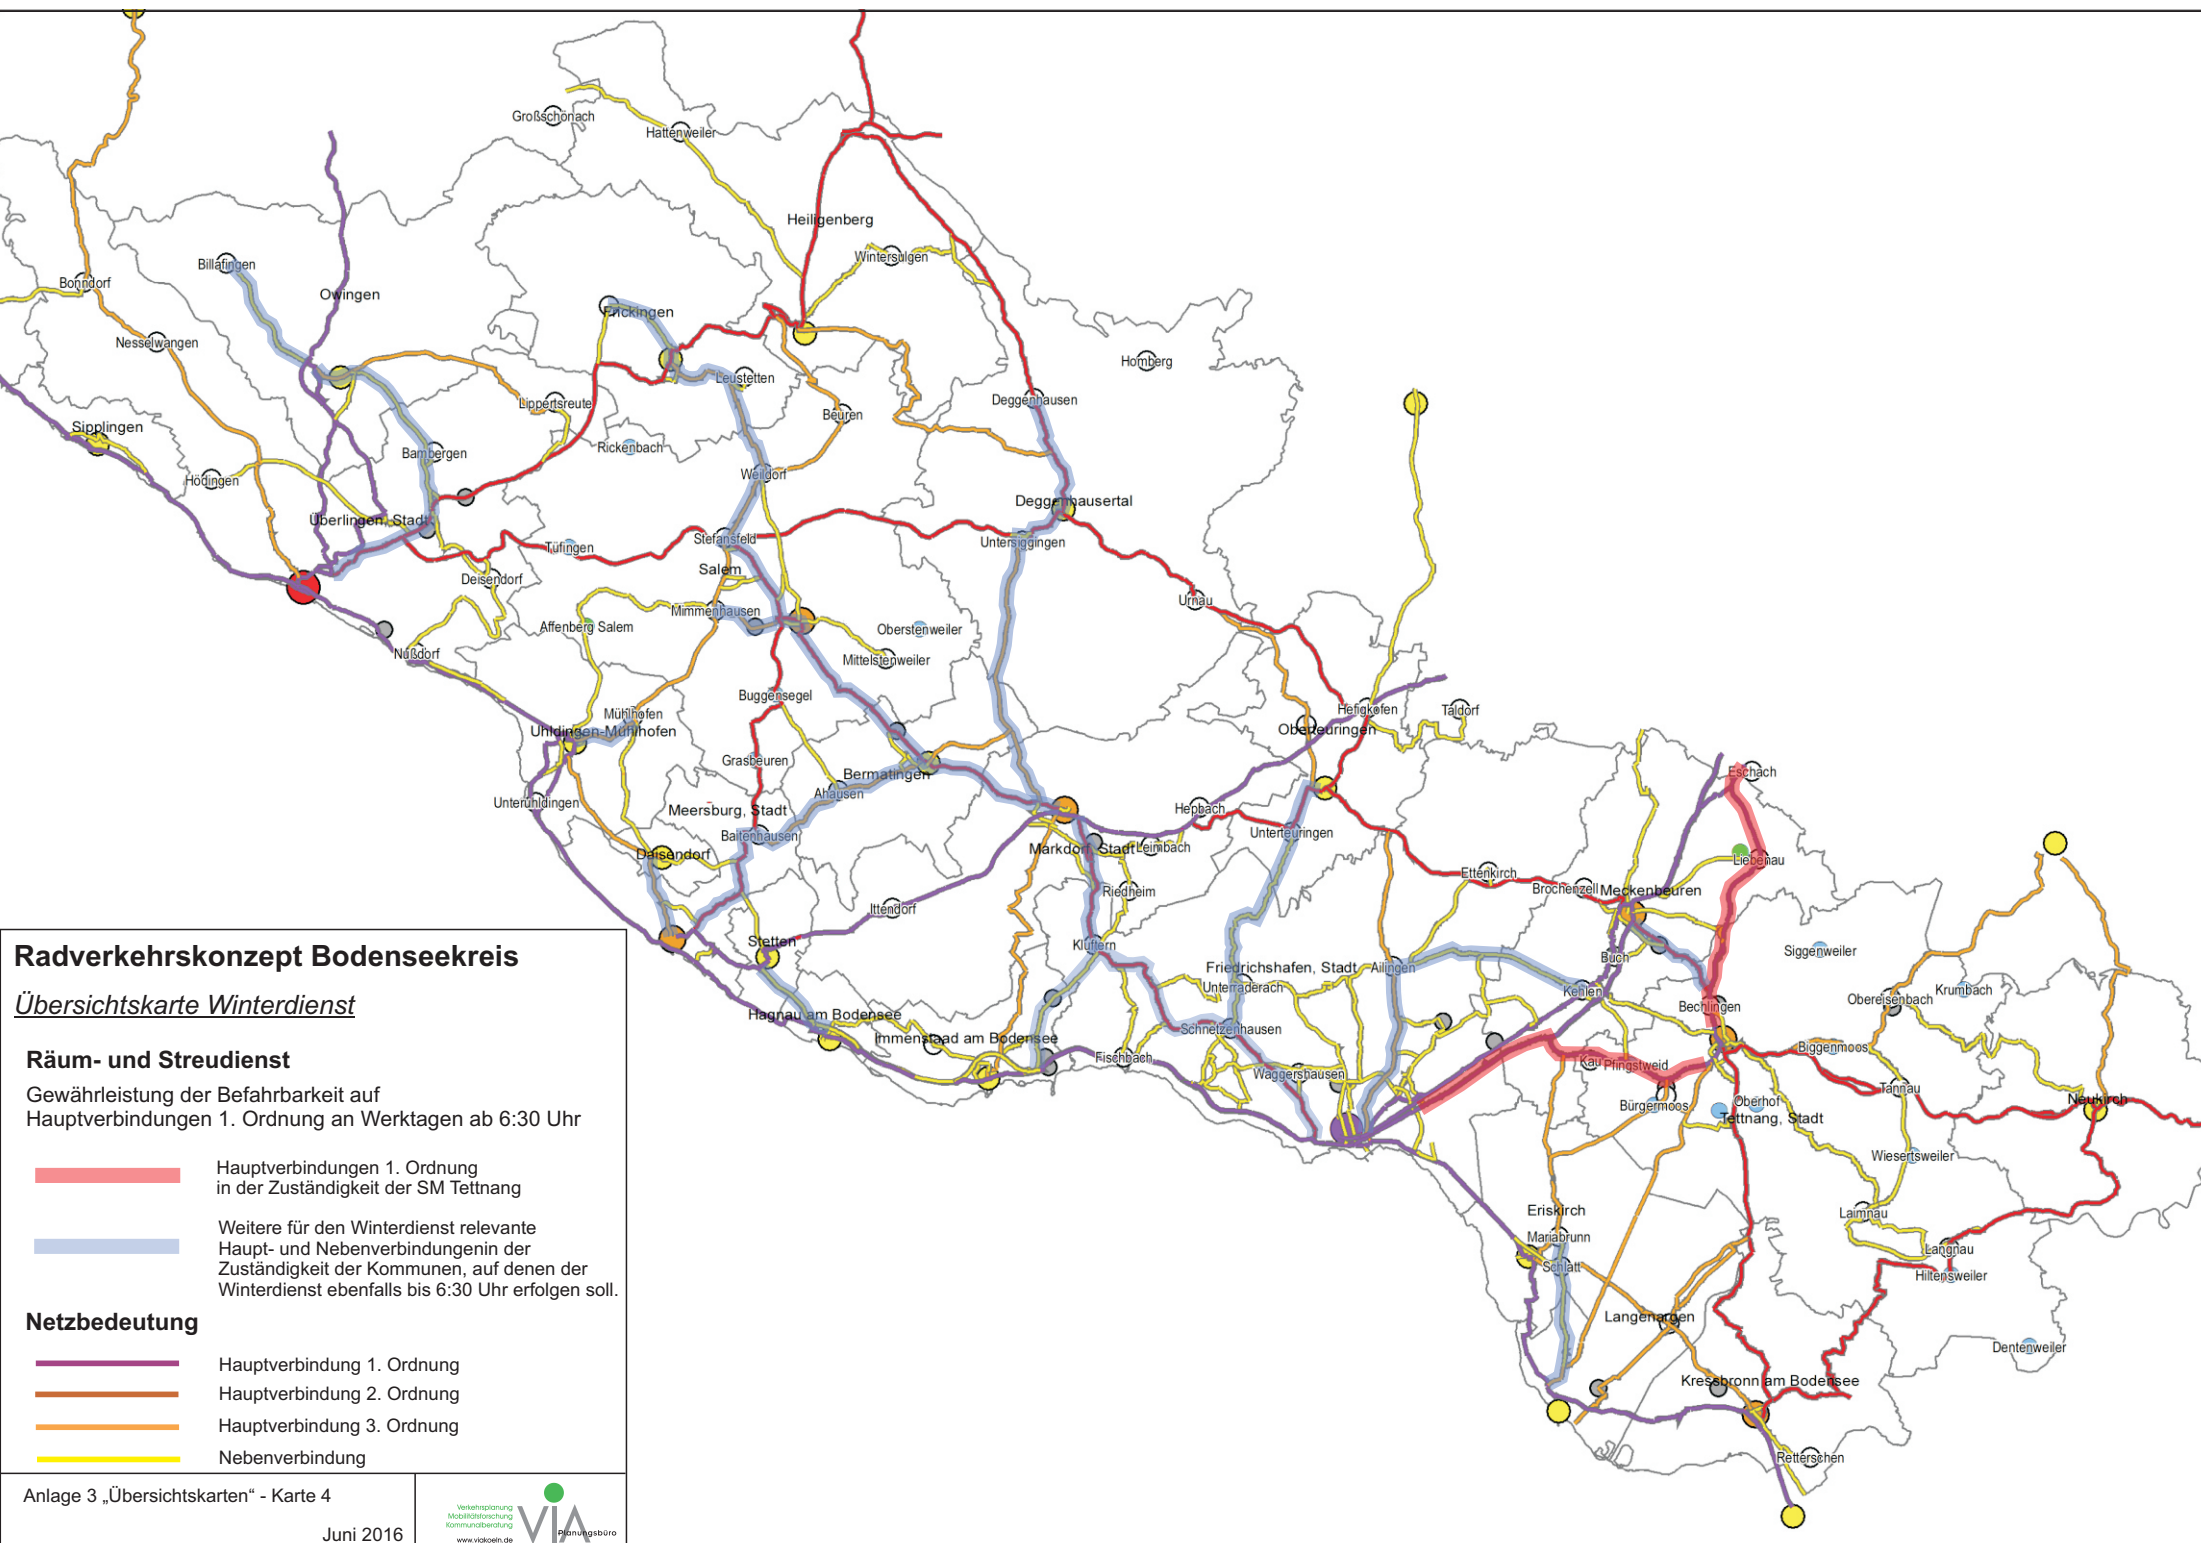 Großschönach
Hattenweiler
Heiligenberg
Wintersulgen
Billafingen
Bonndorf
Owingen
Frickingen
Nesselwangen
Homberg
Leustetten
Deggenhausen
Lippertsreute
Beuren
Sipplingen
Rickenbach
Bambergen
Weildorf
Hödingen
Deggenhausertal
Überlingen, Stadt
Stefansfeld
Untersiggingen
Tüfingen
Salem
Deisendorf
Urnau
Mimmenhausen
Affenberg Salem
Oberstenweiler
Nußdorf
Mittelstenweiler
Buggensegel
Hefigkofen
Taldorf
Mühlhofen
Uhldingen-Mühlhofen
Oberteuringen
Grasbeuren
Bermatingen
Eschach
Ahausen
Unteruhldingen
Meersburg, Stadt
Hepbach
Baitenhausen
Unterteuringen
Markdorf, Stadt
Leimbach
Daisendorf
Liebenau
Ettenkirch
Riedheim
Brochenzell
Meckenbeuren
Ittendorf
Stetten
Kluftern
Siggenweiler
Buch
Friedrichshafen, Stadt
Ailingen
Unterraderach
Kehlen
Krumbach
Obereisenbach
Bechlingen
Hagnau am Bodensee
Schnetzenhausen
Immenstaad am Bodensee
Biggenmoos
Fischbach
Kau
Pfingstweid
Waggershausen
Tannau
Neukirch
Bürgermoos
Oberhof
Tettnang, Stadt
Wiesertsweiler
Eriskirch
Laimnau
Mariabrunn
Langnau
Schlatt
Hiltensweiler
Langenargen
Dentenweiler
Kressbronn am Bodensee
Retterschen
Radverkehrskonzept Bodenseekreis
Übersichtskarte Winterdienst
Räum- und Streudienst
Gewährleistung der Befahrbarkeit auf
Hauptverbindungen 1. Ordnung an Werktagen ab 6:30 Uhr
Hauptverbindungen 1. Ordnung
in der Zuständigkeit der SM Tettnang
Weitere für den Winterdienst relevante
Haupt- und Nebenverbindungenin der
Zuständigkeit der Kommunen, auf denen der
Winterdienst ebenfalls bis 6:30 Uhr erfolgen soll.
Netzbedeutung
Hauptverbindung 1. Ordnung
Hauptverbindung 2. Ordnung
Hauptverbindung 3. Ordnung
Nebenverbindung
Anlage 3 „Übersichtskarten“ - Karte 4
Juni 2016
Verkehrsplanung
Mobilitätsforschung
Kommunalberatung
www.viakoeln.de
VIA
Planungsbüro